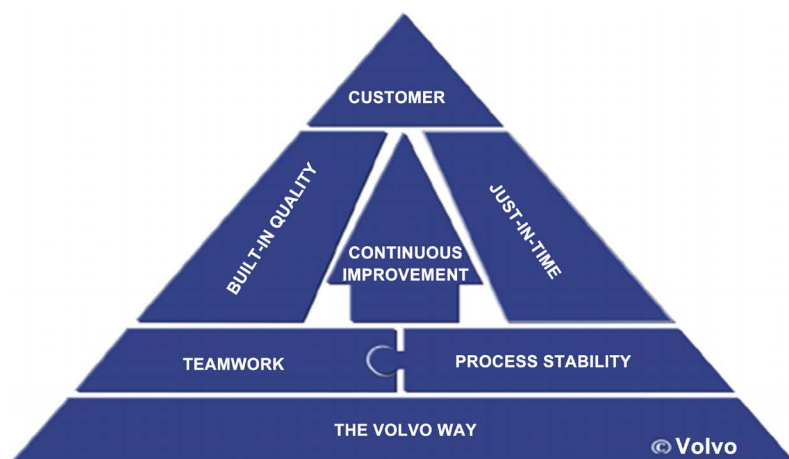 CUSTOMER
BUILT-IN QUALITY
JUST-IN-TIME
CONTINUOUS
IMPROVEMENT
TEAMWORK
PROCESS STABILITY
THE VOLVO WAY
© Volvo